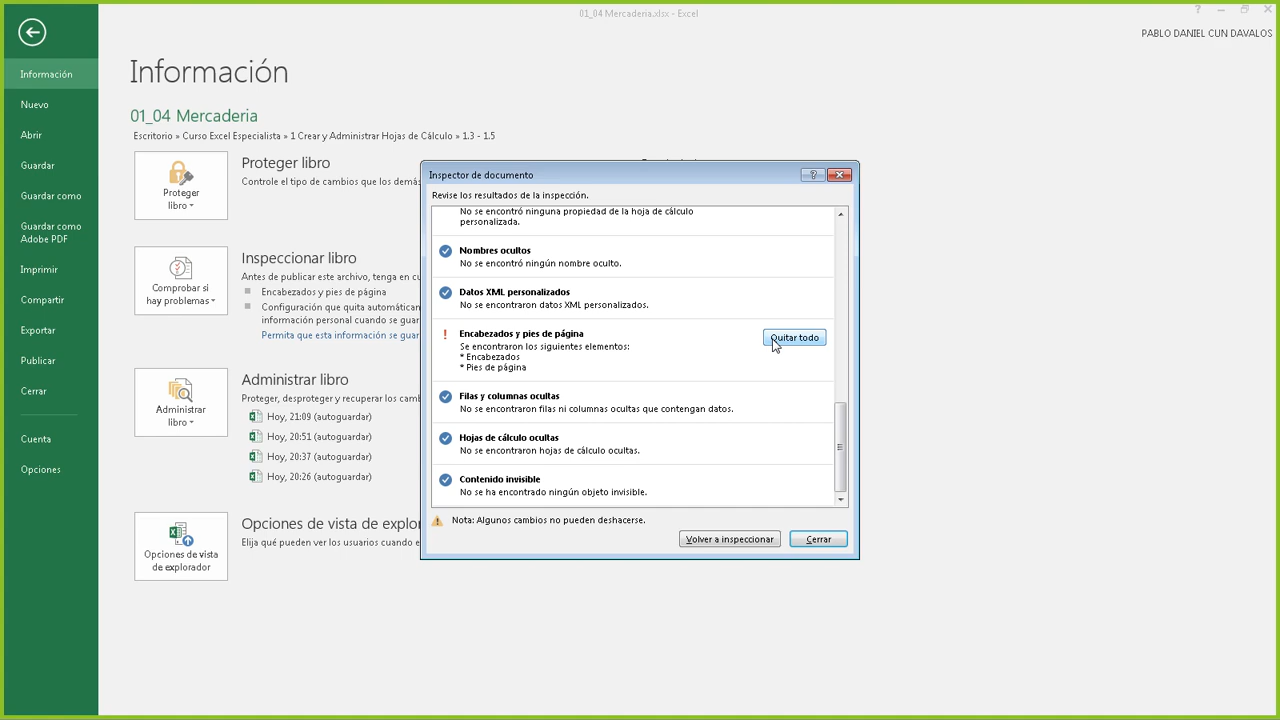 01_04 Mercaderia.xlsx - Excel
PABLO DANIEL CUN DAVALOS
Información
Nuevo
Abrir
Guardar
Guardar como
Guardar como
Adobe PDF
Imprimir
Compartir
Exportar
Publicar
Cerrar
Cuenta
Opciones
Información
01_04 Mercaderia
Escritorio » Curso Excel Especialista » 1 Crear y Administrar Hojas de Cálculo » 1.3 - 1.5
Proteger
libro
Proteger libro
Controle el tipo de cambios que los demás
Comprobar si
hay problemas
Inspeccionar libro
Antes de publicar este archivo, tenga en
Encabezados y pies de página
Configuración que quita
información personal cuando se
Permita que esta información se
Administrar
libro
Administrar libro
Proteger, desproteger y recuperar los
Hoy, 21:09 (autoguardar)
Hoy, 20:51 (autoguardar)
Hoy, 20:37 (autoguardar)
Hoy, 20:26 (autoguardar)
Opciones de vista
de explorador
Opciones de vista de
Elija qué pueden ver los usuarios cuando
Inspector de documento
Revise los resultados de la inspección.
No se encontró ninguna propiedad de la hoja de cálculo
personalizada.
Nombres ocultos
No se encontró ningún nombre oculto.
Datos XML personalizados
No se encontraron datos XML personalizados.
! Encabezados y pies de página
Quitar todo
Se encontraron los siguientes elementos:
* Encabezados
* Pies de página
Filas y columnas ocultas
No se encontraron filas ni columnas ocultas que contengan datos.
Hojas de cálculo ocultas
No se encontraron hojas de cálculo ocultas.
Contenido invisible
No se ha encontrado ningún objeto invisible.
Nota: Algunos cambios no pueden deshacerse.
Volver a inspeccionar
Cerrar